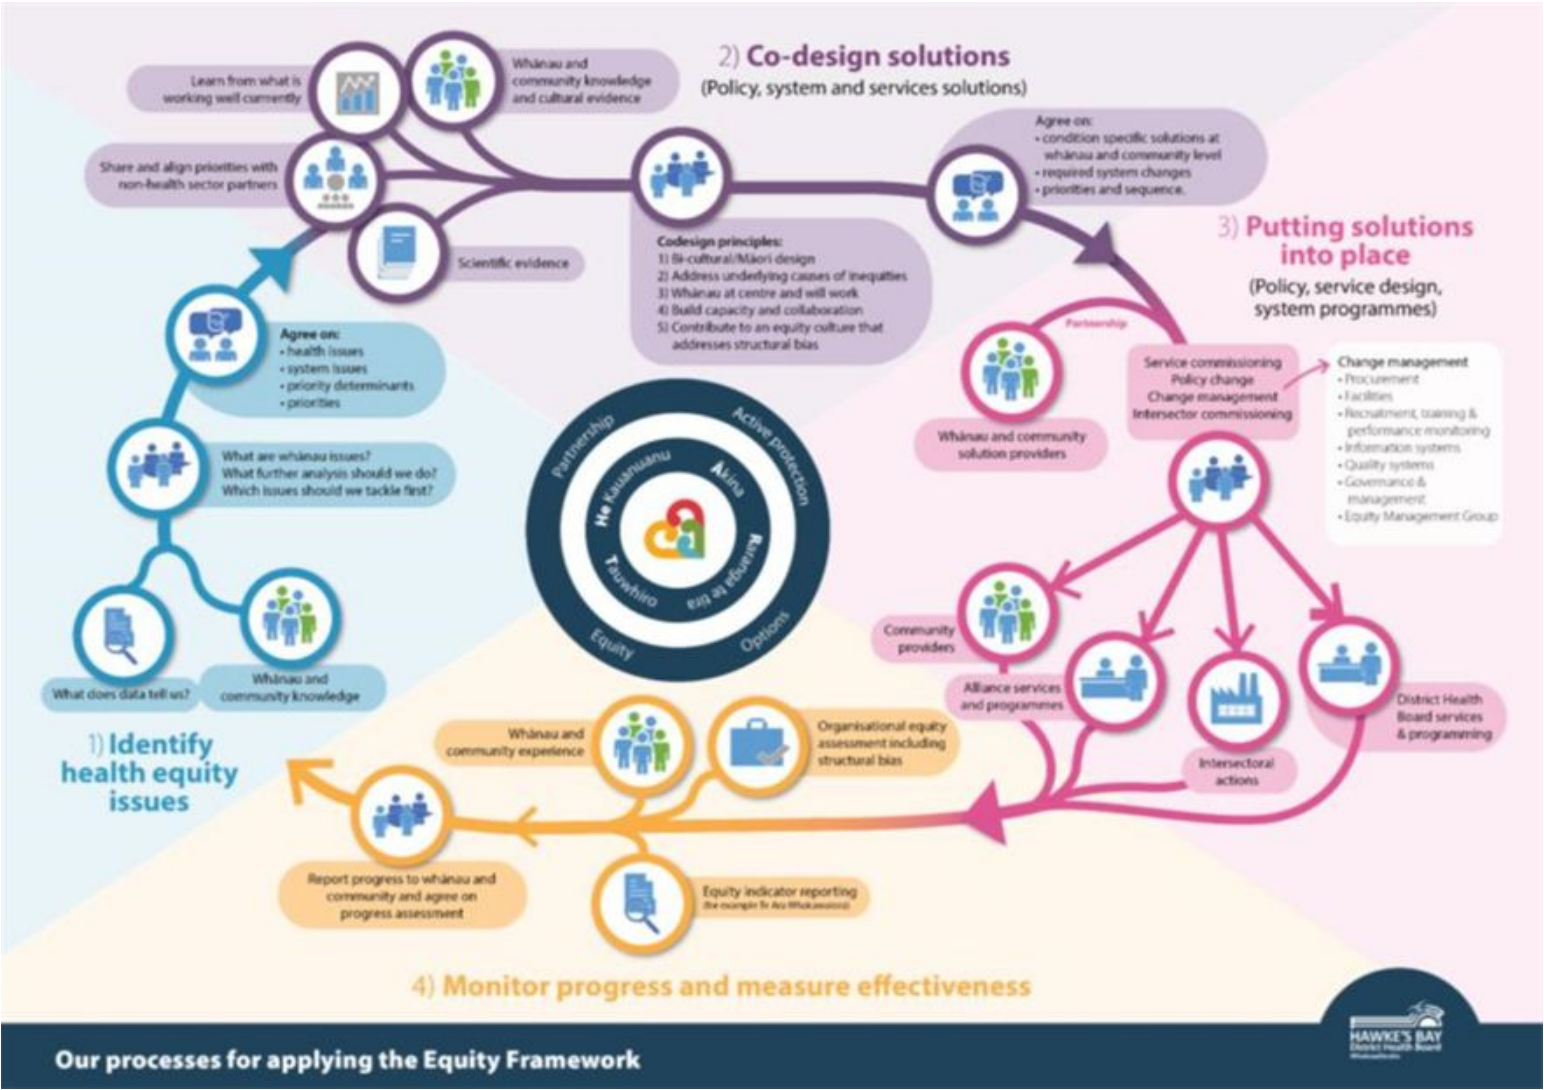 2) Co-design solutions
(Policy, system and services solutions)
Learn from what is
working well currently
Whānau and
community knowledge
and cultural evidence
Share and align priorities with
non-health sector partners
Scientific evidence
Codesign principles:
1) Bi-cultural/Māori design
2) Address underlying causes of inequities
3) Whānau at centre and will work
4) Build capacity and collaboration
5) Contribute to an equity culture that
addresses structural bias
Agree on:
• condition specific solutions at
whānau and community level
• required system changes
• priorities and sequence.
3) Putting solutions
into place
(Policy, service design,
system programmes)
Partnership
Whānau and community
solution providers
Service commissioning
Policy change
Change management
Intersector commissioning
Change management
• Procurement
• Facilities
• Recruitment, training &
performance monitoring
• Information systems
• Quality systems
• Governance &
management
• Equity Management Group
Community
providers
Alliance services
and programmes
Intersectoral
actions
District Health
Board services
& programming
Agree on:
• health issues
• system issues
• priority determinants
• priorities
What are whānau issues?
What further analysis should we do?
Which issues should we tackle first?
What does data tell us?
Whānau and
community knowledge
1) Identify
health equity
issues
Partnership
Active protection
Options
Equity
He Kauanuanu
Ākina
Raranga te tira
Tauwhiro
Whānau and
community experience
Organisational equity
assessment including
structural bias
Report progress to whānau and
community and agree on
progress assessment
Equity indicator reporting
(for example Te Ara Whakawaiora)
4) Monitor progress and measure effectiveness
Our processes for applying the Equity Framework
HAWKE'S BAY
District Health Board